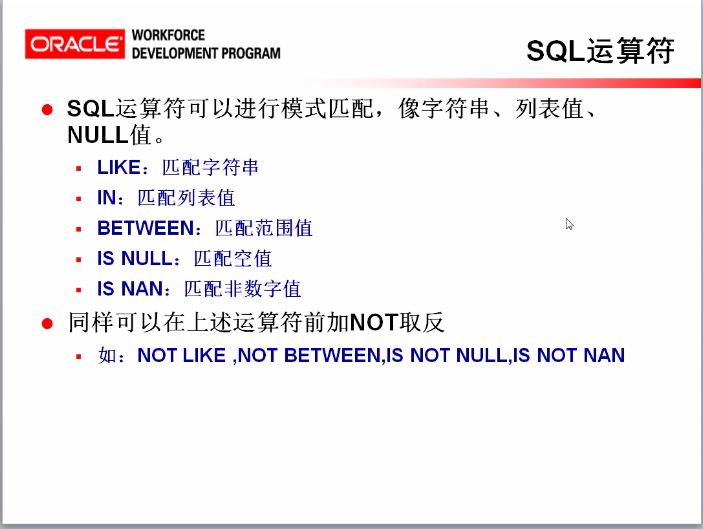 ORACLE
WORKFORCE
DEVELOPMENT PROGRAM
SQL运算符
SQL运算符可以进行模式匹配，像字符串、列表值、
NULL值。
LIKE：匹配字符串
IN：匹配列表值
BETWEEN：匹配范围值
IS NULL：匹配空值
IS NAN：匹配非数字值
同样可以在上述运算符前加NOT取反
如：NOT LIKE ,NOT BETWEEN,IS NOT NULL,IS NOT NAN